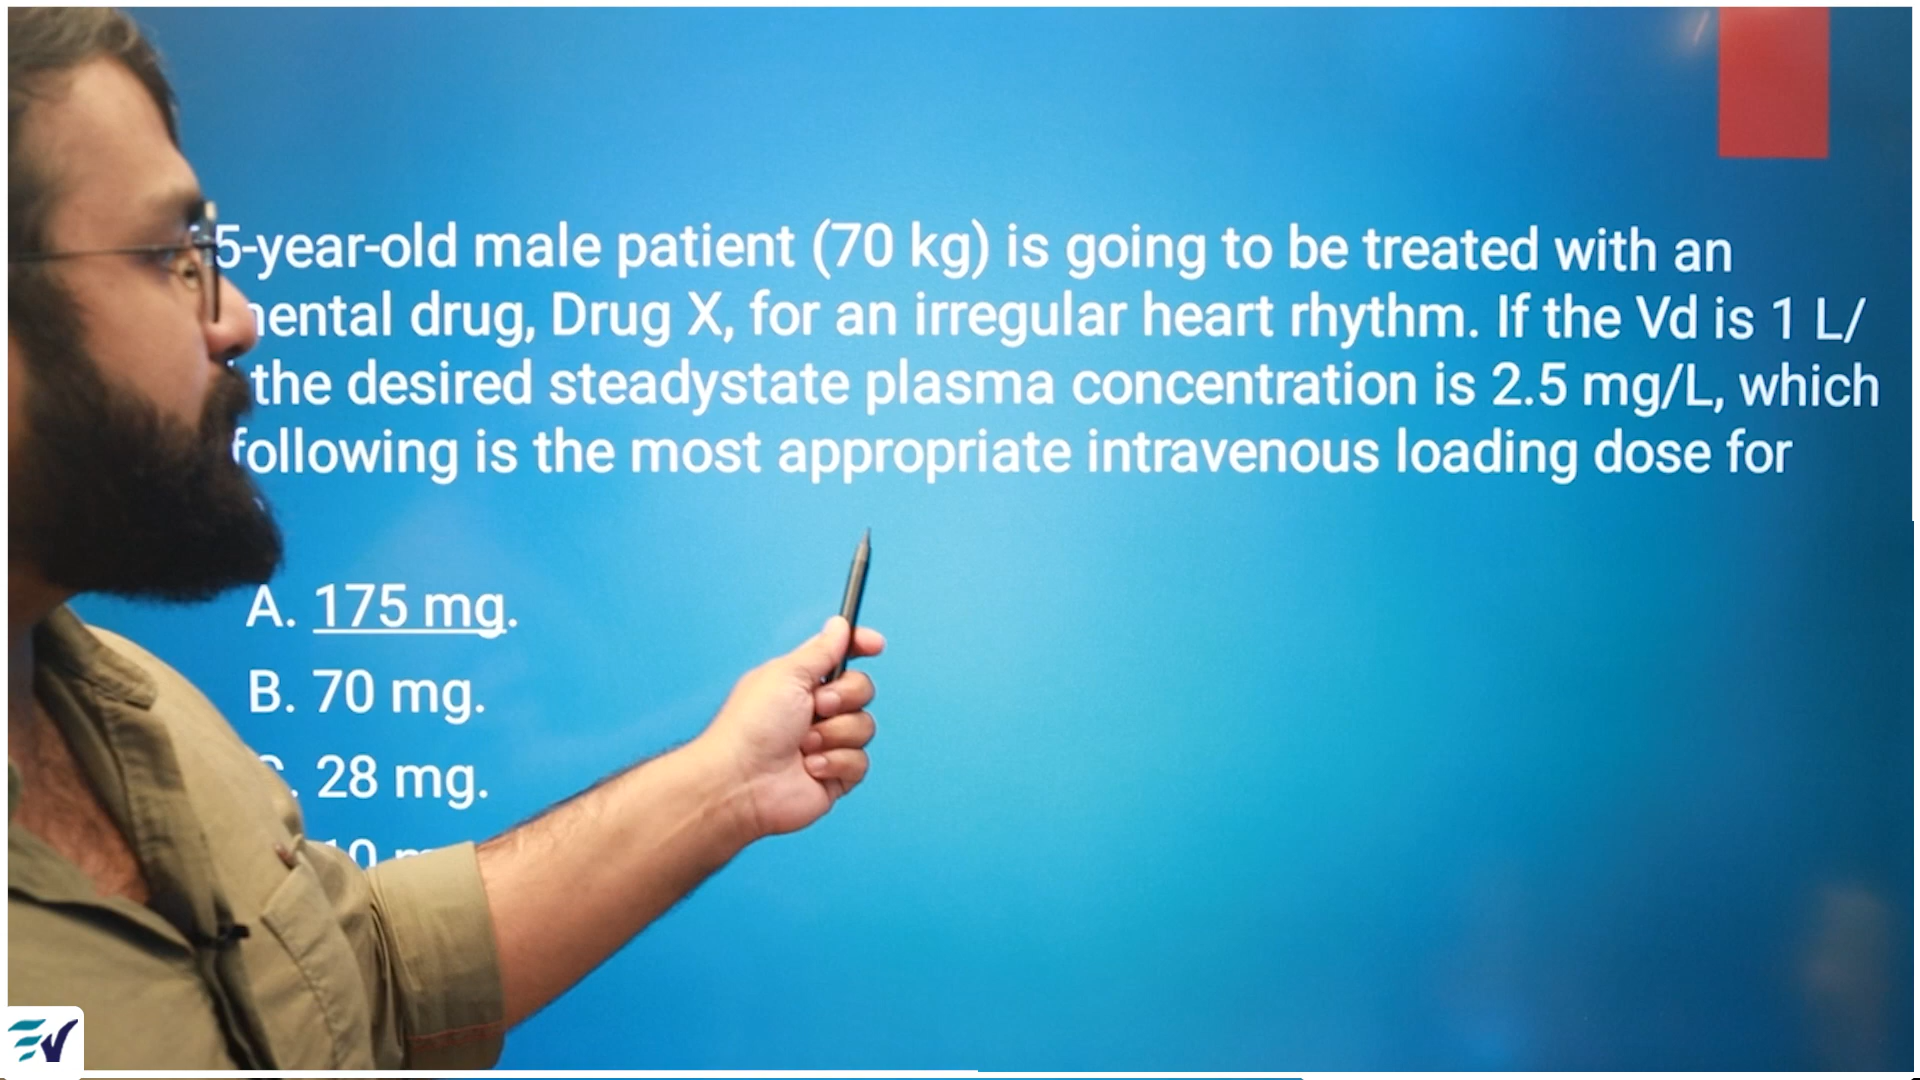 5-year-old male patient (70 kg) is going to be treated with an
drug, Drug X, for an irregular heart rhythm. If the Vd is 1 L/
the desired steadystate plasma concentration is 2.5 mg/L, which
following is the most appropriate intravenous loading dose for
A. 175 mg.
B. 70 mg.
28 mg.
10